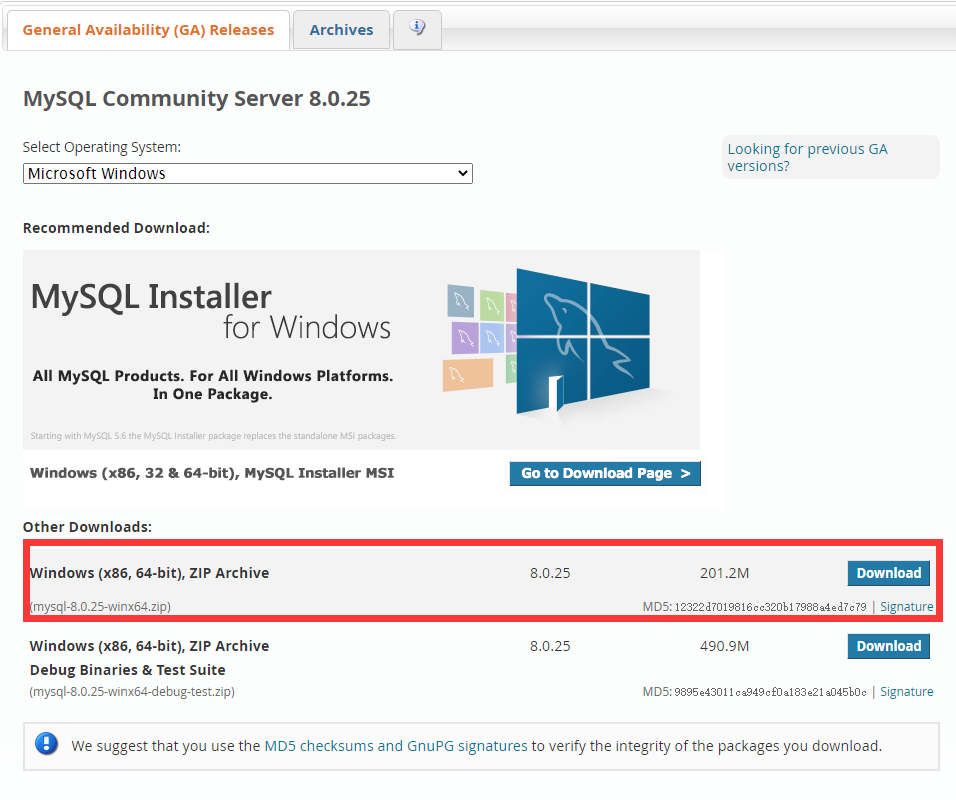 General Availability (GA) Releases
Archives
MySQL Community Server 8.0.25
Select Operating System:
Looking for previous GA
versions?
Microsoft Windows
Recommended Download:
MySQL Installer
for Windows
All MySQL Products. For All Windows Platforms.
In One Package.
Starting with MySQL 5.6 the MySQL Installer package replaces the standalone MSI packages.
Windows (x86, 32 & 64-bit), MySQL Installer MSI
Go to Download Page >
Other Downloads:
Windows (x86, 64-bit), ZIP Archive 8.0.25 201.2M Download
(mysql-8.0.25-winx64.zip) MD5: 12322d7019816cc320b17988a4ed7c79 | Signature
Windows (x86, 64-bit), ZIP Archive 8.0.25 490.9M Download
Debug Binaries & Test Suite
(mysql-8.0.25-winx64-debug-test.zip) MD5: 9895e43011ca949cf0a183e21a045b0c | Signature
We suggest that you use the MD5 checksums and GnuPG signatures to verify the integrity of the packages you download.